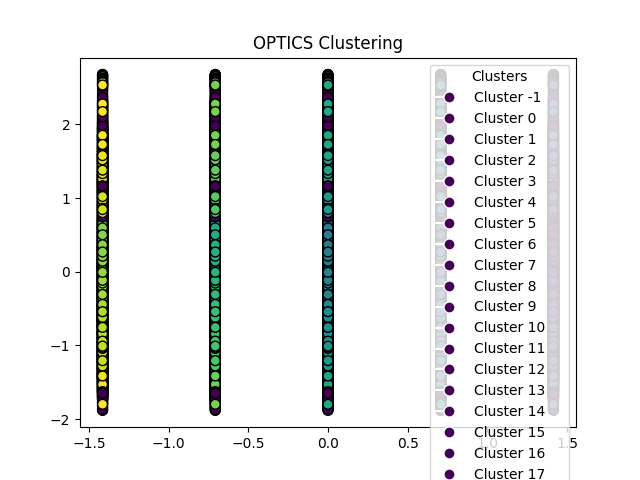 OPTICS Clustering
Clusters
Cluster -1
Cluster 0
Cluster 1
Cluster 2
Cluster 3
Cluster 4
Cluster 5
Cluster 6
Cluster 7
Cluster 8
Cluster 9
Cluster 10
Cluster 11
Cluster 12
Cluster 13
Cluster 14
Cluster 15
Cluster 16
Cluster 17
2
1
0
−1
−2
−1.5
−1.0
−0.5
0.0
0.5
1.0
1.5